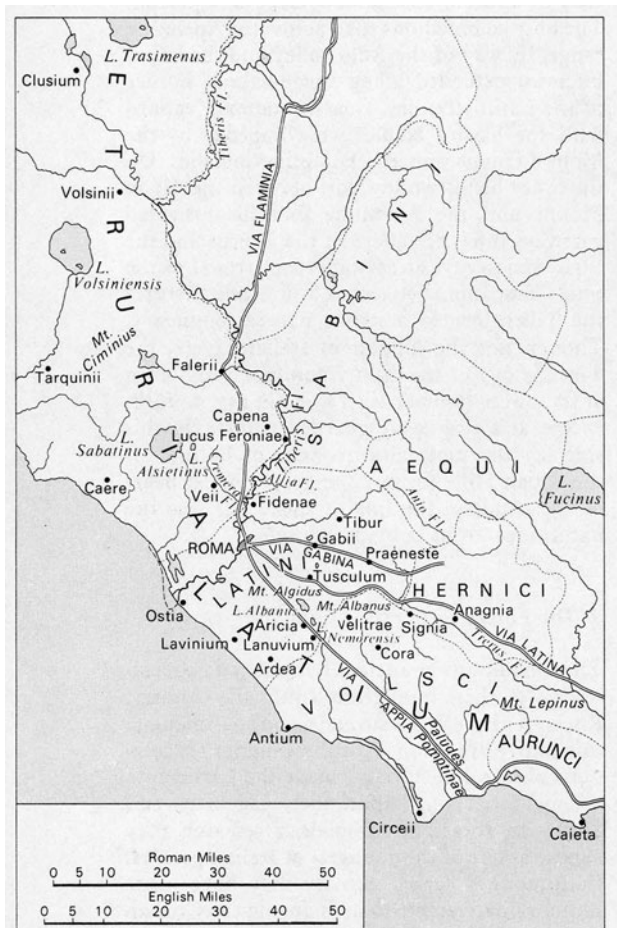 L. Trasimenus
Clusium
E T R U R I A
Tiberis F.
Volsinii
VIA FLAMINIA
L.
Volsiniensis
Mt.
Ciminius
S A B I N I
Tarquinii
Falerii
Capena
Lucus Feroniae
Tiberis
Fl
L.
Sabatinus
L.
Alsietinus
Cremera
Allia Fl.
AEQUI
L.
Fucinus
Caere
Veii
Fidenae
Anio Fl.
Tibur
ROMA
Gabii
VIA
GABINA
Praeneste
LATINI
Tusculum
HERNICI
Mt. Algidus
Ostia
L. Albanus
Mt. Albanus
Anagnia
Aricia
Velitrae
Signia
VIA LATINA
Lavinium
Lanuvium
L.
Nemorensis
Cora
Trerus
Ardea
LATIUM
VOLSCI
Mt. Lepinus
VIA
APPIA
Paludes
Pomptinae
AURUNCI
Antium
Circeii
Caieta
Roman Miles
0 5 10 20 30 40 50
English Miles
0 5 10 20 30 40 50